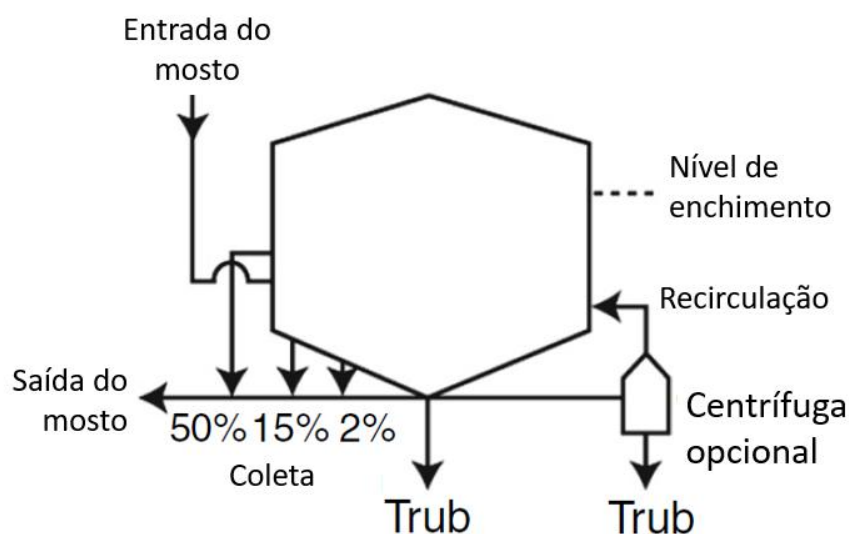 Entrada do
mosto
Nível de
enchimento
Recirculação
Saída do
mosto
50% 15% 2%
Coleta
Centrífuga
opcional
Trub
Trub